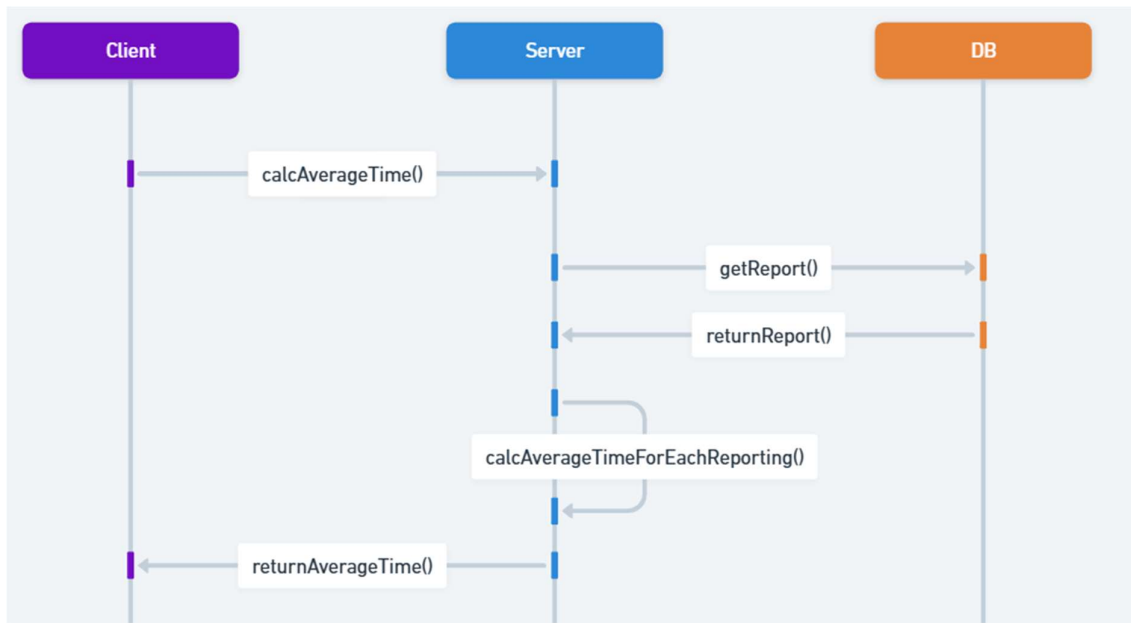 Client
Server
DB
calcAverageTime()
getReport()
returnReport()
calcAverageTimeForEachReporting()
returnAverageTime()